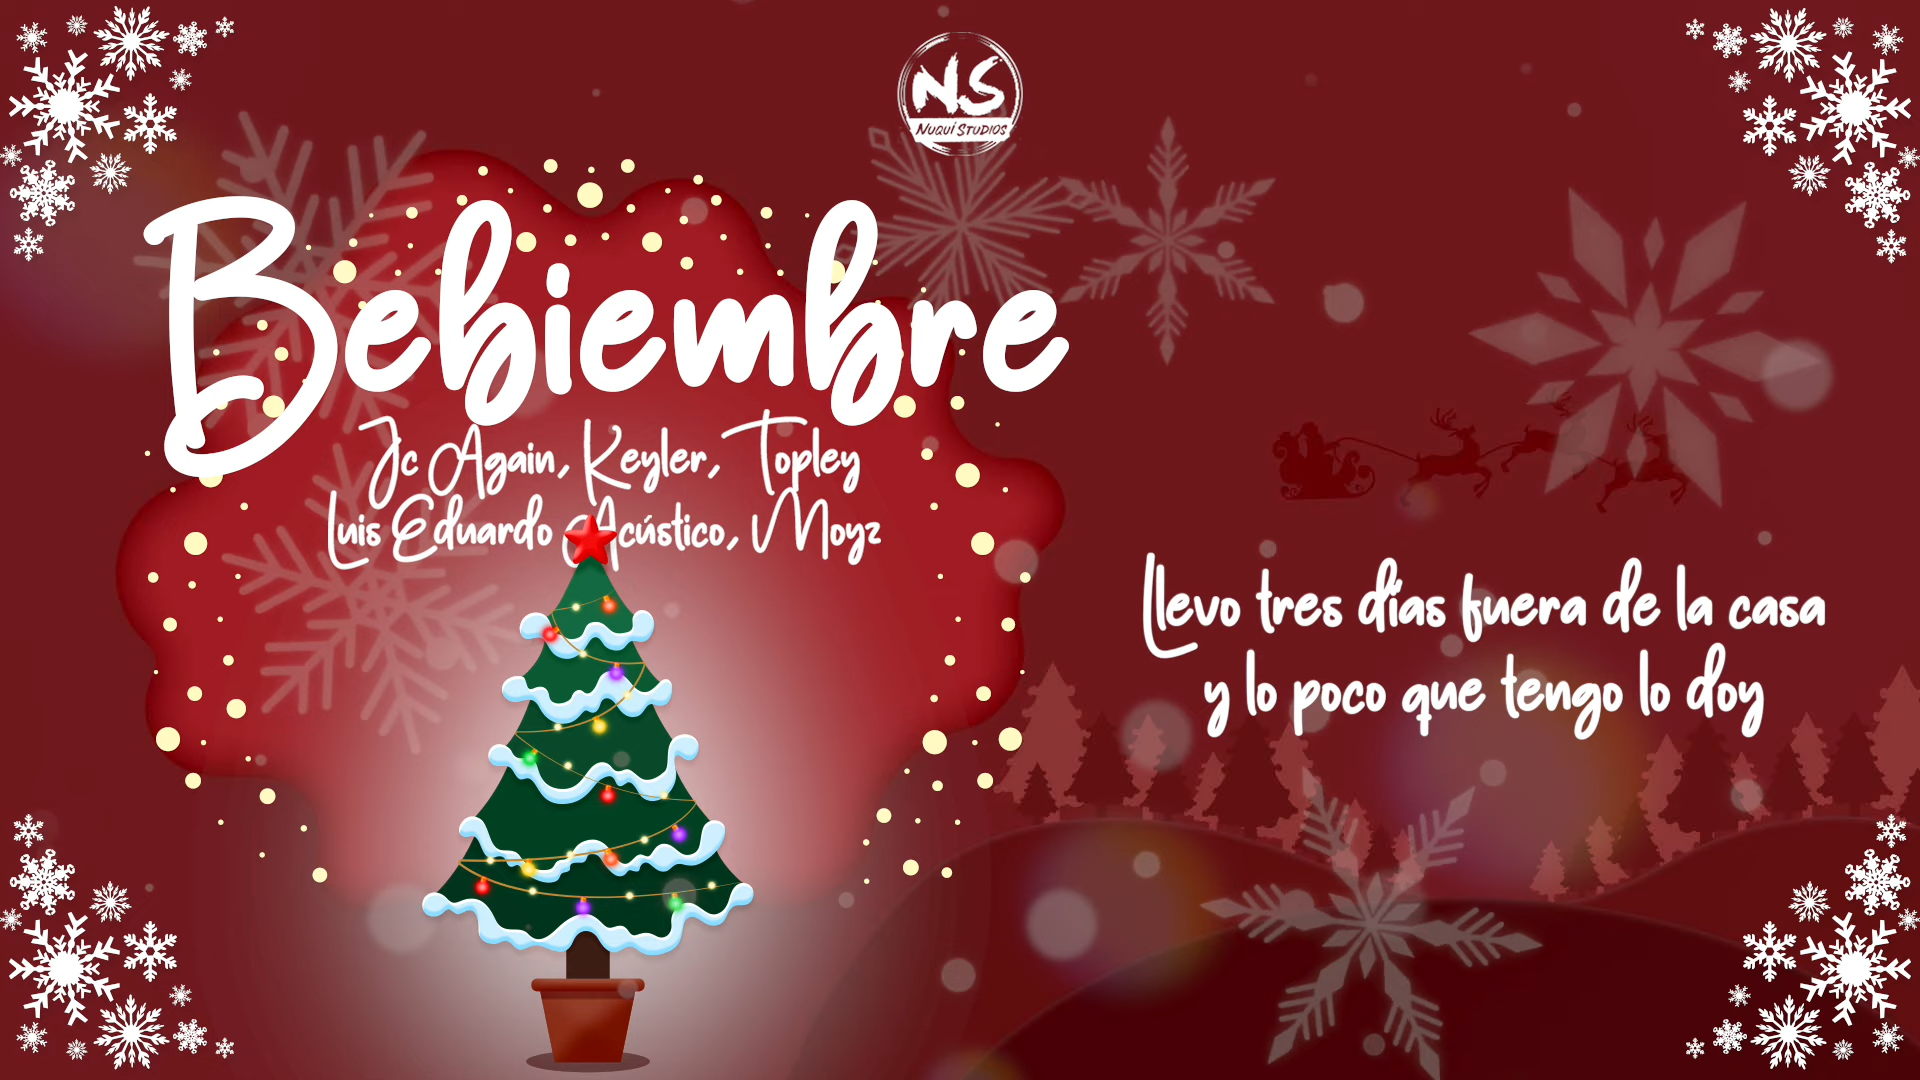 NS
NUQUÍ STUDIOS
Bebiembre
Jc Again, Keyler, Topley
Luis Eduardo Acústico, Moyz
Llevo tres días fuera de la casa
y lo poco que tengo lo doy